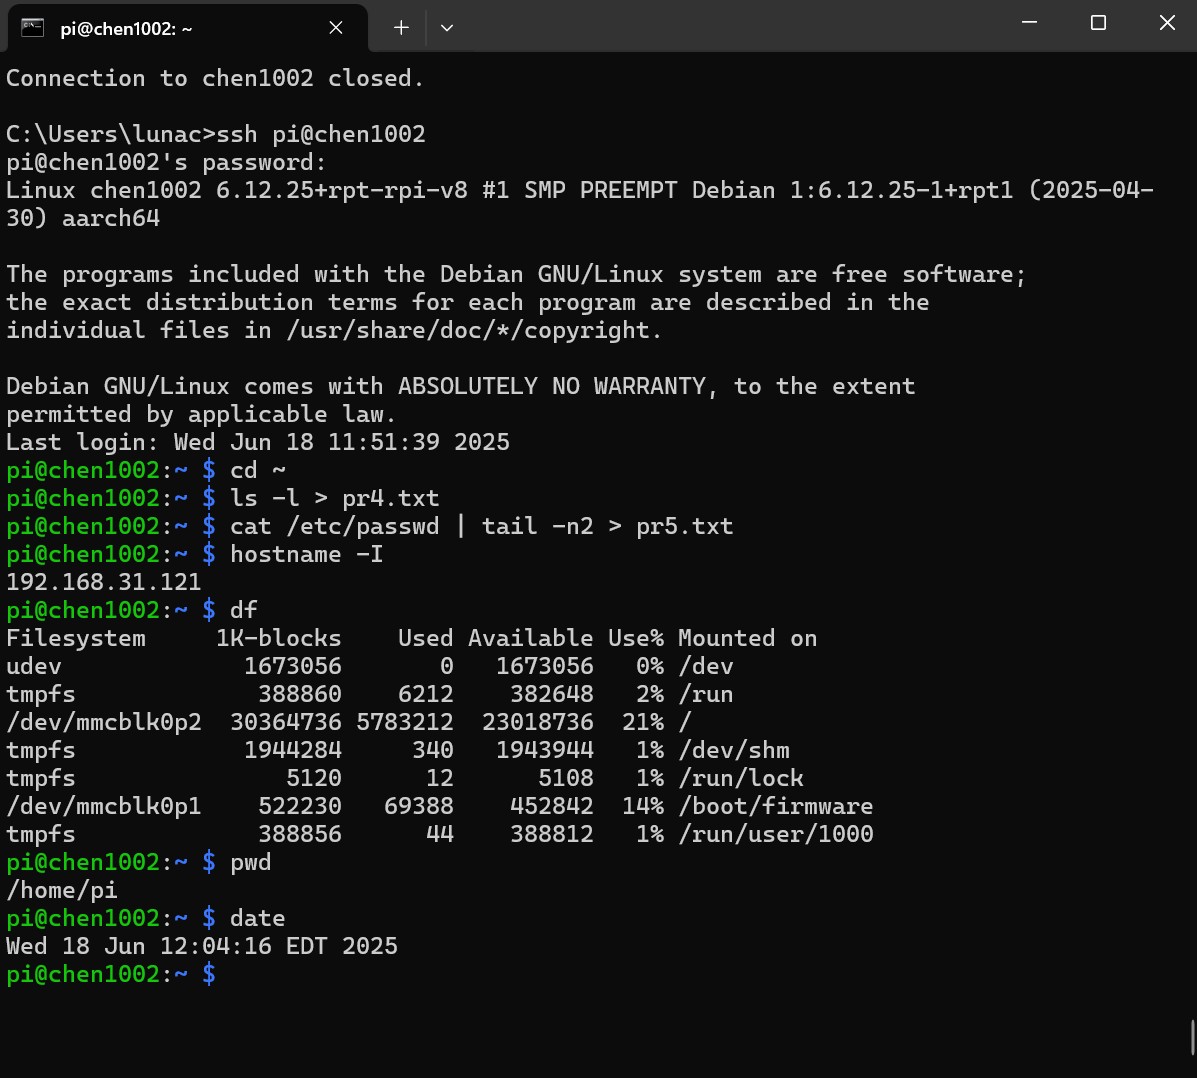 pi@chen1002: ~
Connection to chen1002 closed.
C:\Users\lunac>ssh pi@chen1002
pi@chen1002's password:
Linux chen1002 6.12.25+rpt-rpi-v8 #1 SMP PREEMPT Debian 1:6.12.25-1+rpt1 (2025-04-
30) aarch64
The programs included with the Debian GNU/Linux system are free software;
the exact distribution terms for each program are described in the
individual files in /usr/share/doc/*/copyright.
Debian GNU/Linux comes with ABSOLUTELY NO WARRANTY, to the extent
permitted by applicable law.
Last login: Wed Jun 18 11:51:39 2025
pi@chen1002:~ $ cd ~
pi@chen1002:~ $ ls -l > pr4.txt
pi@chen1002:~ $ cat /etc/passwd | tail -n2 > pr5.txt
pi@chen1002:~ $ hostname -I
192.168.31.121
pi@chen1002:~ $ df
Filesystem     1K-blocks    Used Available Use% Mounted on
udev             1673056       0   1673056   0% /dev
tmpfs             388860    6212    382648   2% /run
/dev/mmcblk0p2  30364736 5783212  23018736  21% /
tmpfs            1944284     340   1943944   1% /dev/shm
tmpfs               5120      12      5108   1% /run/lock
/dev/mmcblk0p1    522230   69388    452842  14% /boot/firmware
tmpfs             388856      44    388812   1% /run/user/1000
pi@chen1002:~ $ pwd
/home/pi
pi@chen1002:~ $ date
Wed 18 Jun 12:04:16 EDT 2025
pi@chen1002:~ $